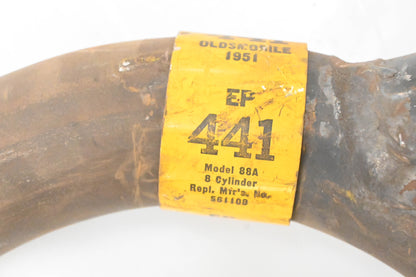 OLDSMOBILE
1951
EP
441
Model 88A
8 Cylinder
Repl. Mfr's. No.
561108